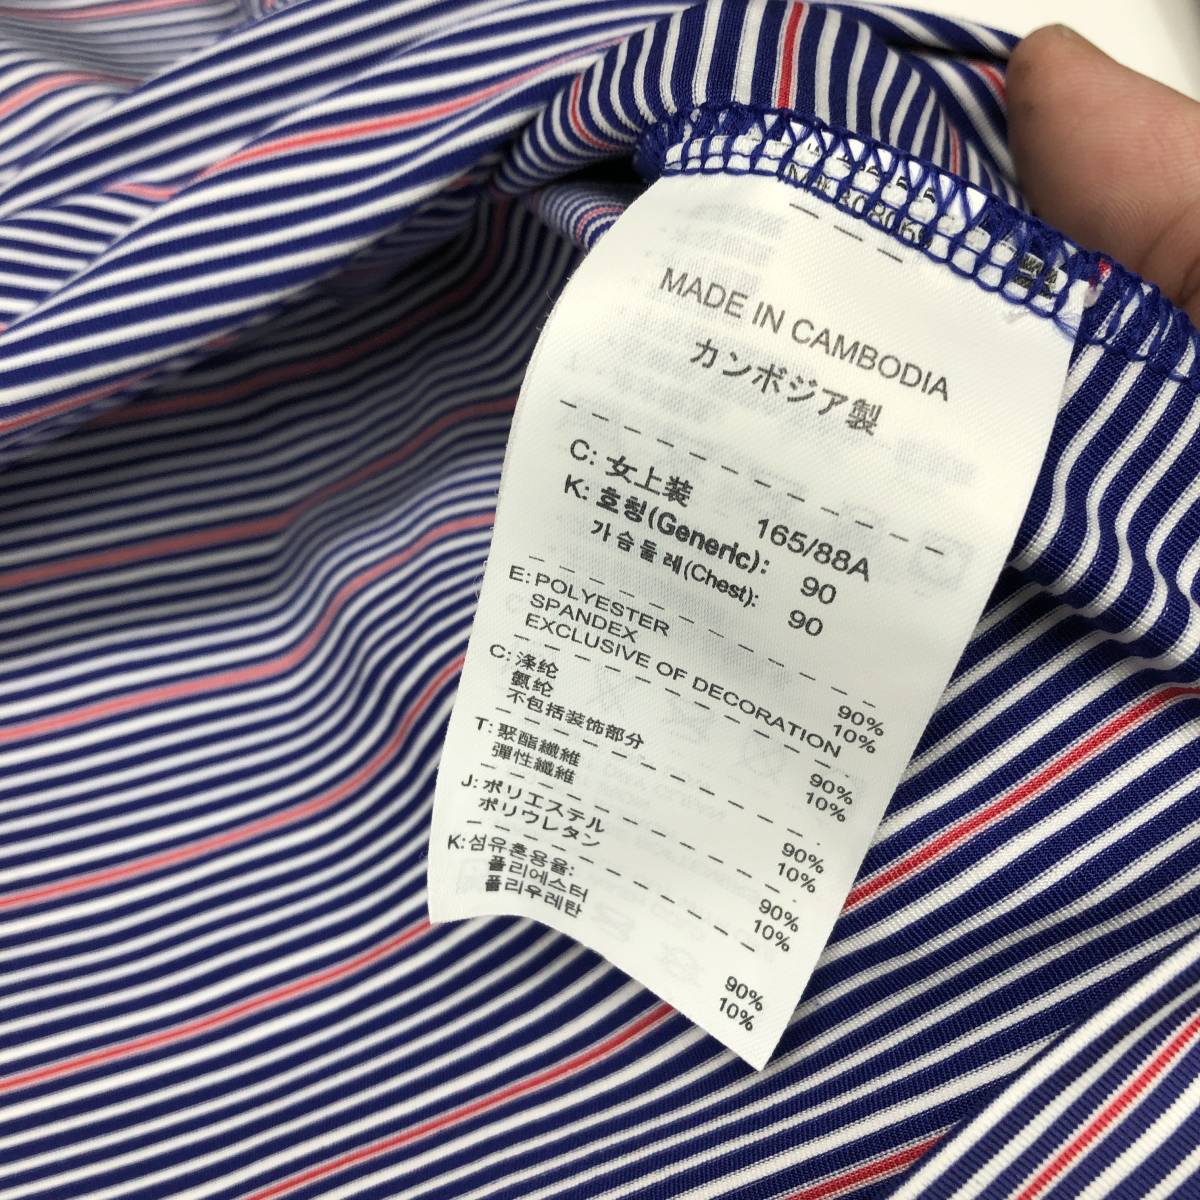 MADE IN CAMBODIA
カンボジア製
C: 女上装 165/88A
K: 호칭(Generic): 90
가슴둘레(Chest): 90
E: POLYESTER 90%
SPANDEX 10%
EXCLUSIVE OF DECORATION
C: 涤纶 90%
氨纶 10%
不包括装饰部分
T: 聚酯纖維 90%
彈性纖維 10%
J: ポリエステル 90%
ポリウレタン 10%
K: 섬유혼용율:
폴리에스터 90%
폴리우레탄 10%